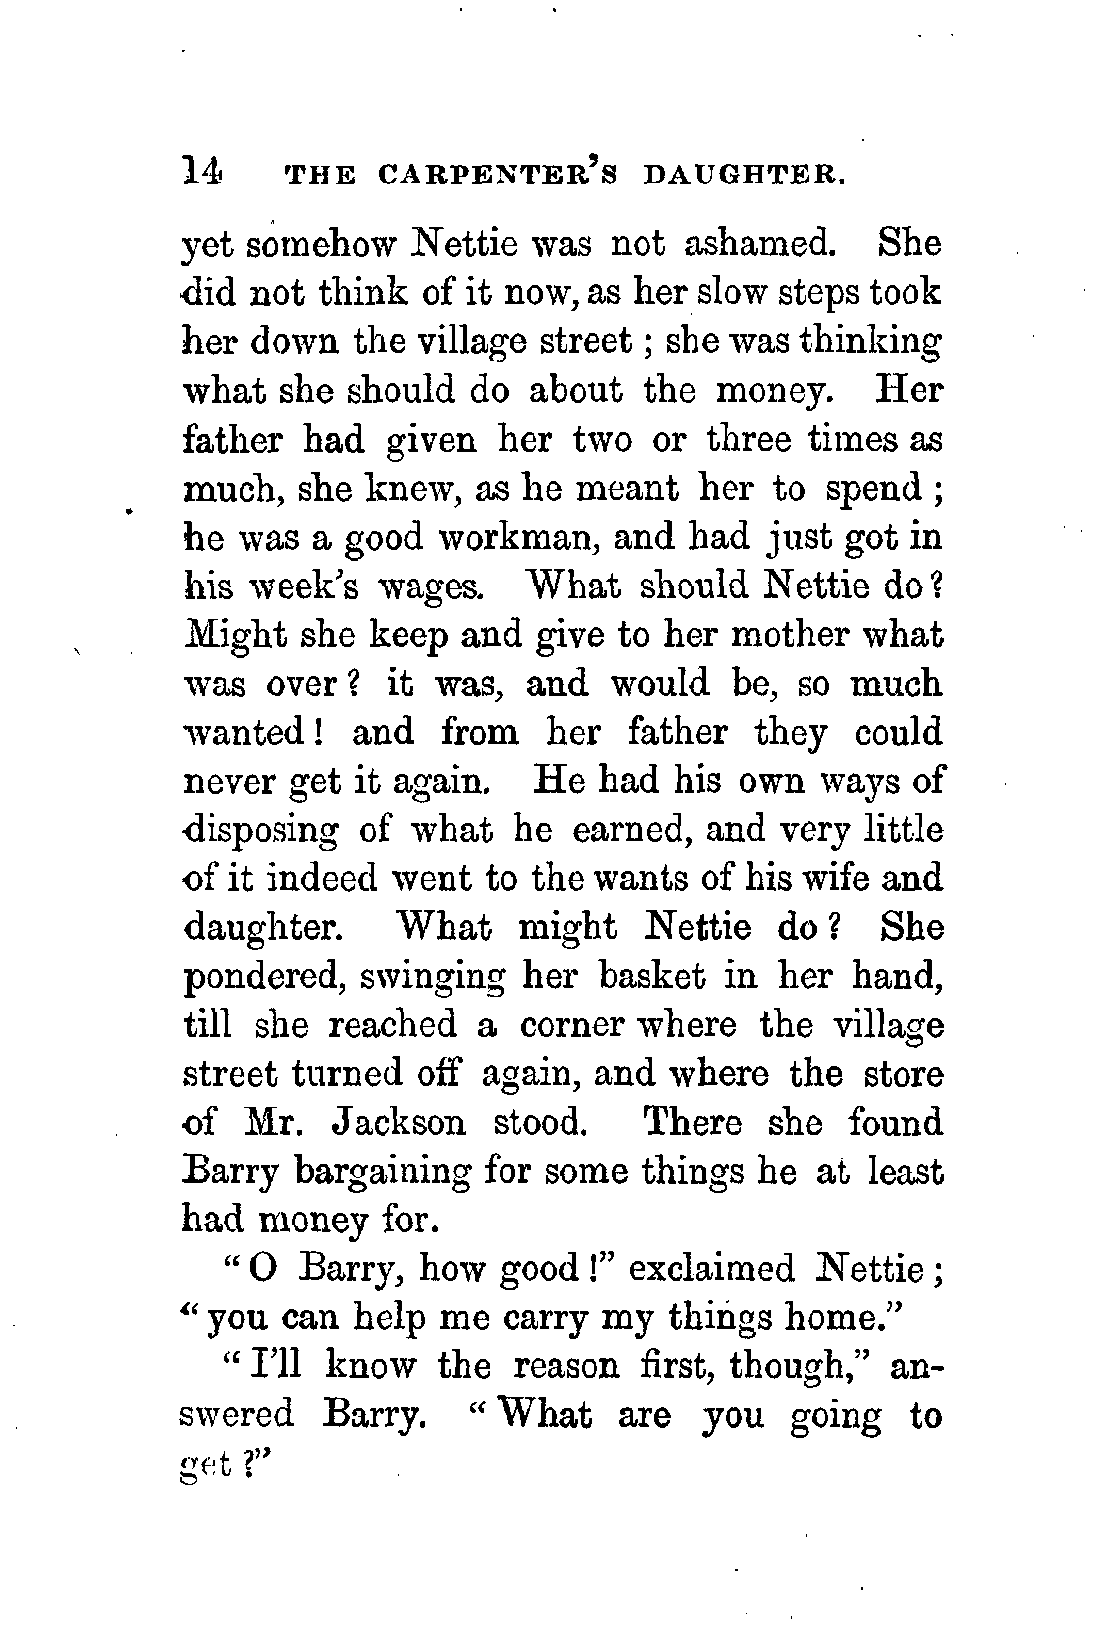 14 THE CARPENTER'S DAUGHTER.
yet somehow Nettie was not ashamed. She
did not think of it now, as her slow steps took
her down the village street ; she was thinking
what she should do about the money. Her
father had given her two or three times as
much, she knew, as he meant her to spend ;
he was a good workman, and had just got in
his week's wages. What should Nettie do ?
Might she keep and give to her mother what
was over ? it was, and would be, so much
wanted ! and from her father they could
never get it again. He had his own ways of
disposing of what he earned, and very little
of it indeed went to the wants of his wife and
daughter. What might Nettie do ? She
pondered, swinging her basket in her hand,
till she reached a corner where the village
street turned off again, and where the store
of Mr. Jackson stood. There she found
Barry bargaining for some things he at least
had money for.
" O Barry, how good !" exclaimed Nettie ;
" you can help me carry my things home."
" I'll know the reason first, though," an-
swered Barry. " What are you going to
get ?"